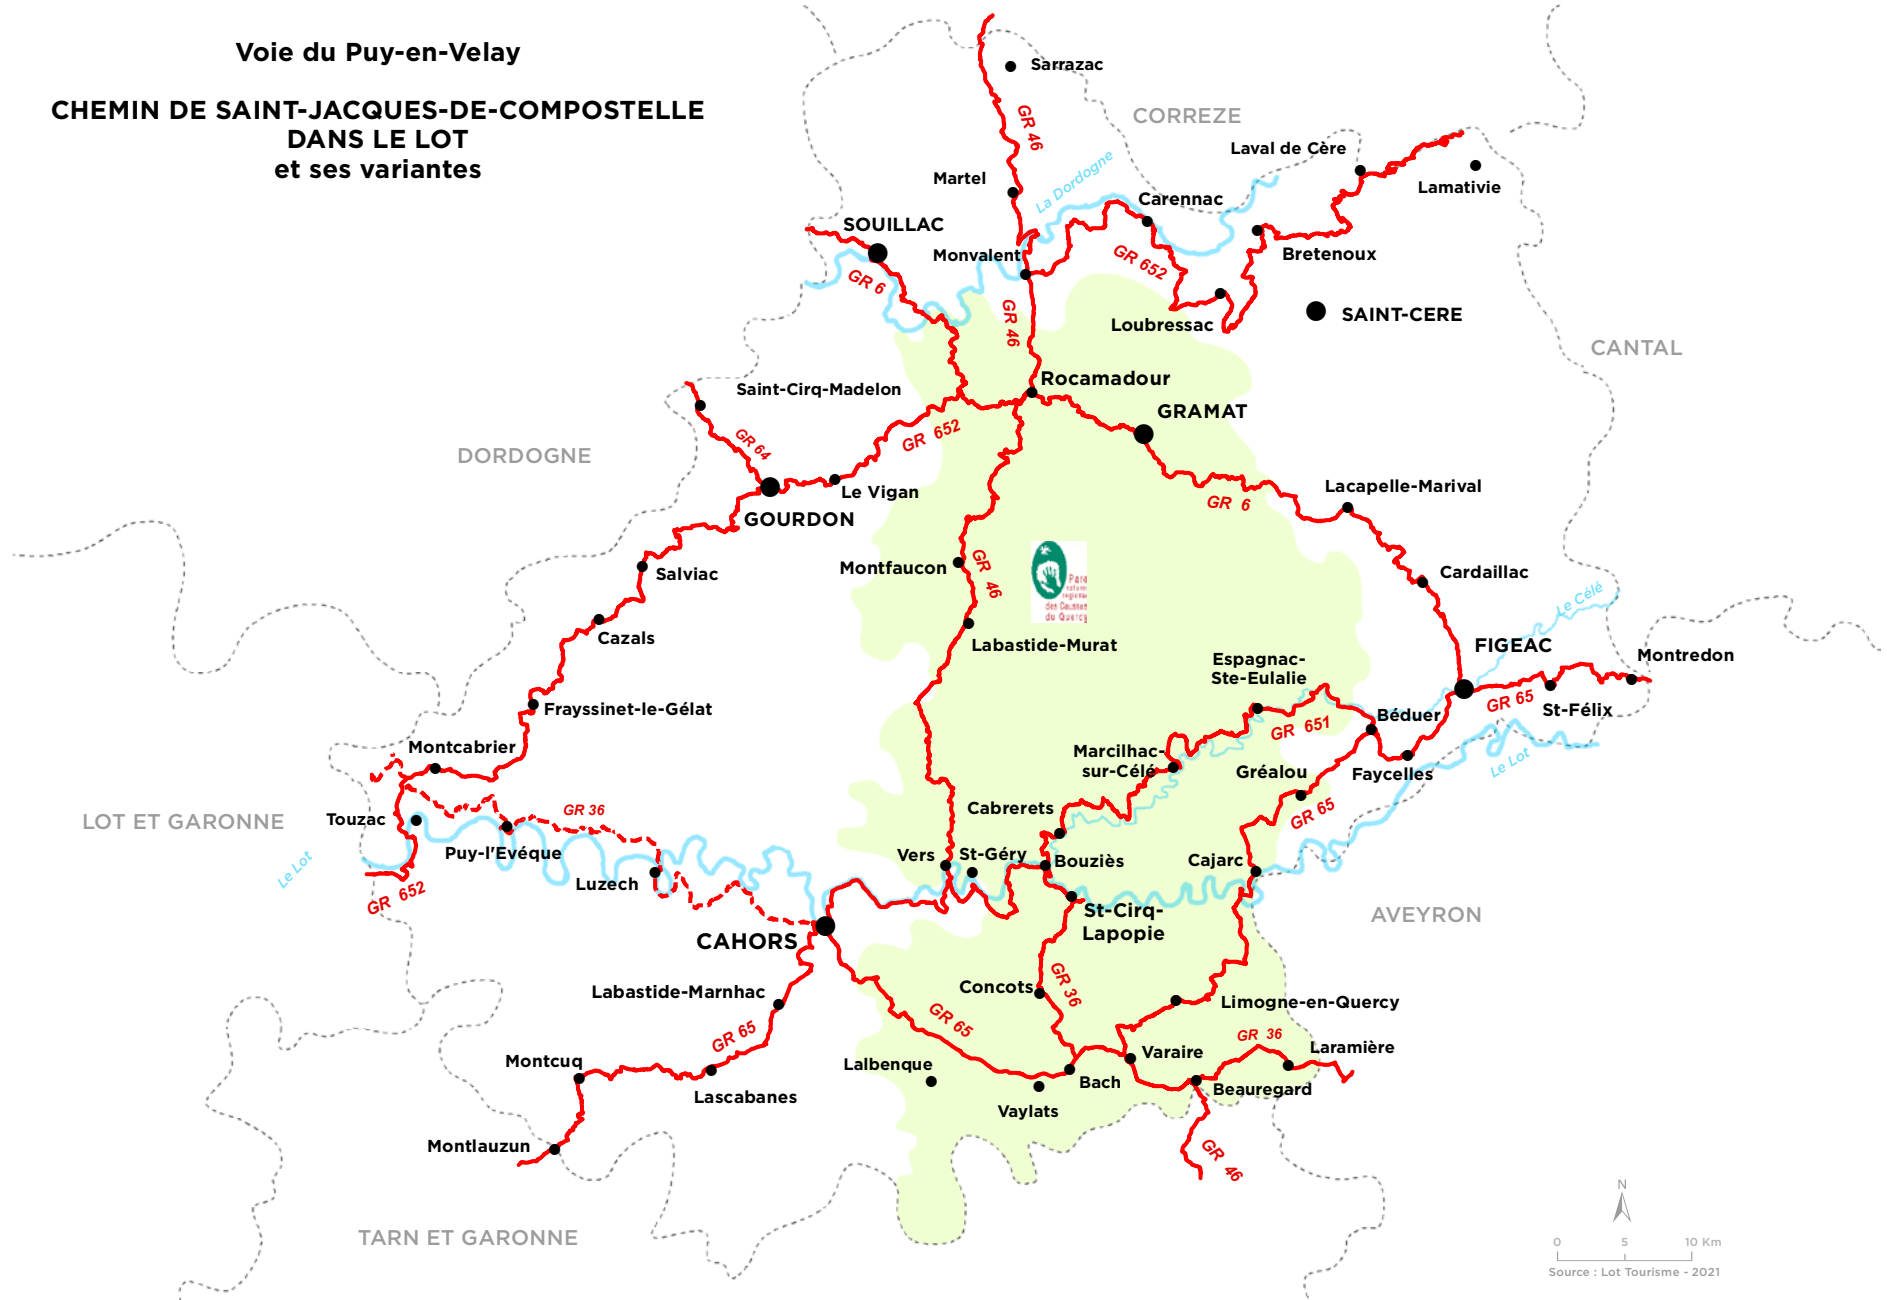 Voie du Puy-en-Velay
CHEMIN DE SAINT-JACQUES-DE-COMPOSTELLE
DANS LE LOT
et ses variantes
Sarrazac
CORREZE
GR 46
Laval de Cère
Lamativie
Martel
La Dordogne
Carennac
SOUILLAC
Monvalent
Bretenoux
GR 652
GR 6
GR 46
Loubressac
SAINT-CERE
CANTAL
Rocamadour
Saint-Cirq-Madelon
GRAMAT
GR 652
GR 64
DORDOGNE
Le Vigan
Lacapelle-Marival
GR 6
GOURDON
Montfaucon
GR 46
Parc
naturel
régional
des Causses
du Quercy
Salviac
Cardaillac
Le Célé
Cazals
Labastide-Murat
FIGEAC
Montredon
Espagnac-
Ste-Eulalie
GR 65
St-Félix
Frayssinet-le-Gélat
Béduer
GR 651
Montcabrier
Marcilhac-
sur-Célé
Gréalou
Faycelles
Le Lot
Cabrerets
GR 65
LOT ET GARONNE
Touzac
GR 36
Puy-l'Evéque
Vers
St-Géry
Bouziès
Cajarc
Le Lot
Luzech
GR 652
St-Cirq-
Lapopie
AVEYRON
CAHORS
Concots
GR 36
Labastide-Marnhac
Limogne-en-Quercy
GR 65
GR 65
GR 36
Laramière
Montcuq
Varaire
Lalbenque
Bach
Beauregard
Lascabanes
Vaylats
Montlauzun
GR 46
TARN ET GARONNE
N
0 5 10 Km
Source : Lot Tourisme - 2021